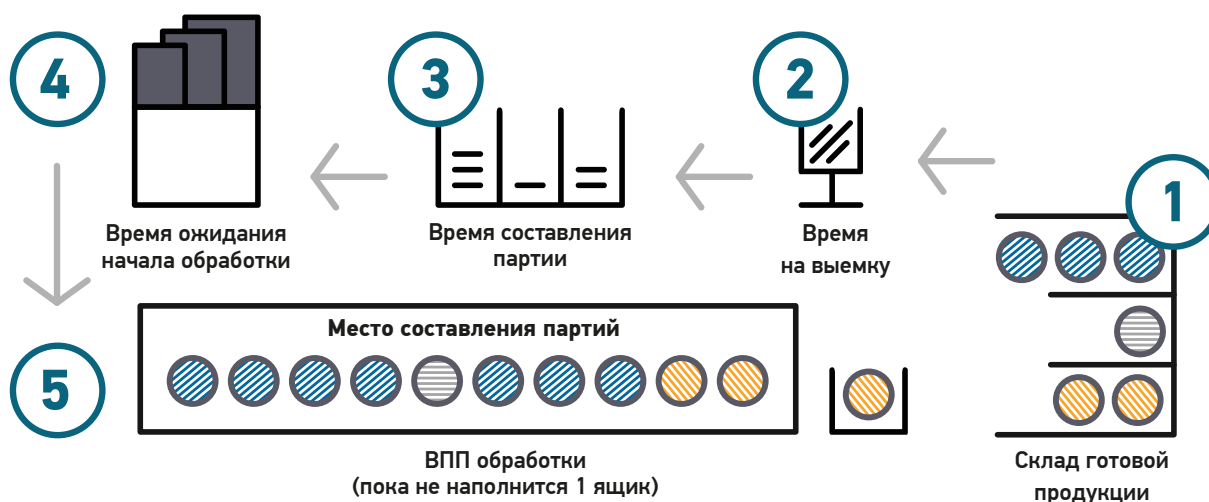 4
3
2
1
Время ожидания
начала обработки
Время составления
партии
Время
на выемку
5
Место составления партий
ВПП обработки
(пока не наполнится 1 ящик)
Склад готовой
продукции